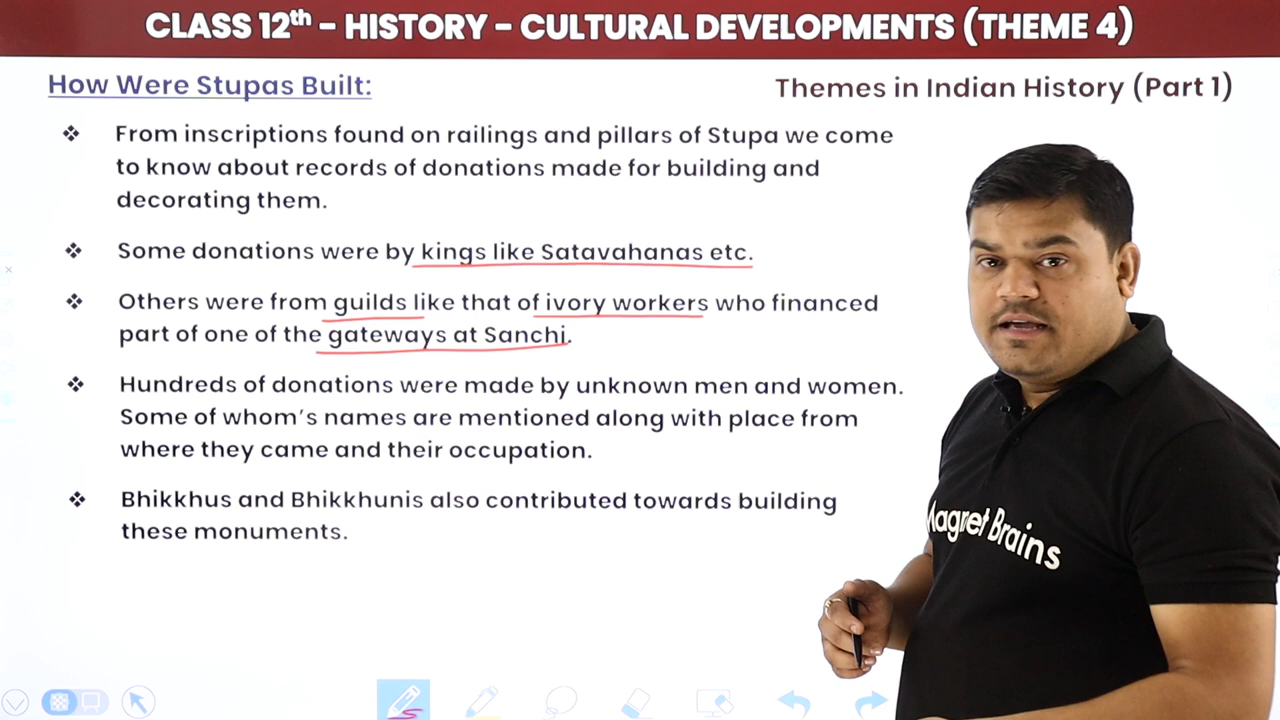 CLASS 12th – HISTORY – CULTURAL DEVELOPMENTS (THEME 4)
How Were Stupas Built:
Themes in Indian History (Part 1)
❖ From inscriptions found on railings and pillars of Stupa we come
to know about records of donations made for building and
decorating them.
❖ Some donations were by kings like Satavahanas etc.
❖ Others were from guilds like that of ivory workers who financed
part of one of the gateways at Sanchi.
❖ Hundreds of donations were made by unknown men and women.
Some of whom's names are mentioned along with place from
where they came and their occupation.
❖ Bhikkhus and Bhikkhunis also contributed towards building
these monuments.
Magnet Brains